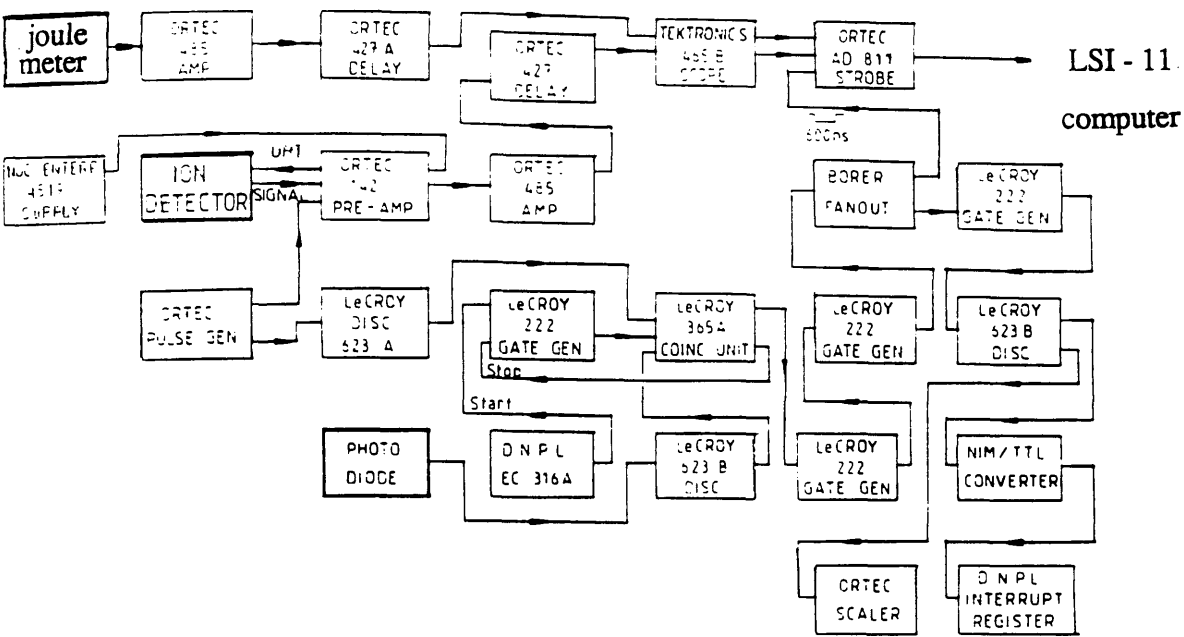 joule
meter
ORTEC
485
AMP
ORTEC
427 A
DELAY
ORTEC
427
DELAY
TEKTRONICS
465 B
SCOPE
ORTEC
AD 811
STROBE
LSI - 11
computer
600ns
NUC ENTERP
SUPPLY
ION
DETECTOR
SIGNAL
ORTEC
142
PRE-AMP
ORTEC
485
AMP
BORER
FANOUT
LeCROY
222
GATE GEN
ORTEC
PULSE GEN
LeCROY
DISC
623 A
LeCROY
222
GATE GEN
Stop
LeCROY
365A
COINC UNIT
LeCROY
222
GATE GEN
LeCROY
623 B
DISC
Start
PHOTO
DIODE
D N P L
EC 316A
LeCROY
623 B
DISC
LeCROY
222
GATE GEN
NIM/TTL
CONVERTER
ORTEC
SCALER
D N P L
INTERRUPT
REGISTER